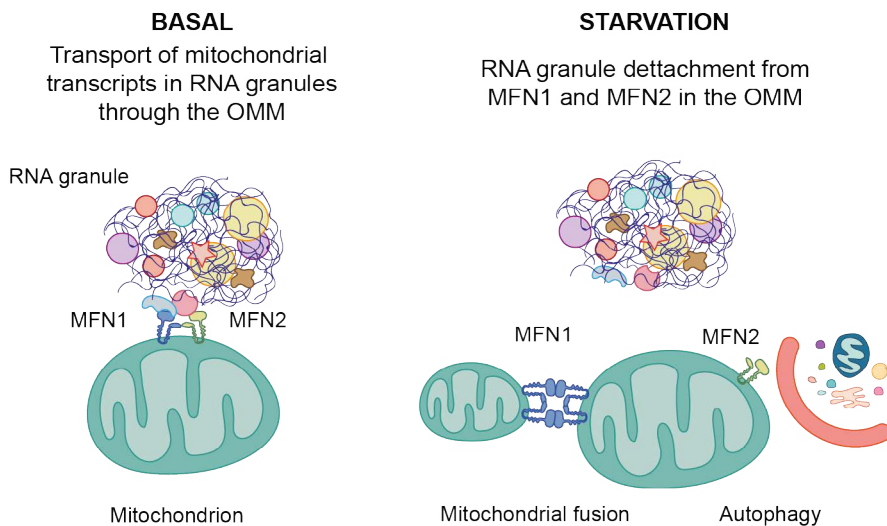 BASAL
Transport of mitochondrial
transcripts in RNA granules
through the OMM
RNA granule
MFN1
MFN2
Mitochondrion
STARVATION
RNA granule dettachment from
MFN1 and MFN2 in the OMM
MFN1
MFN2
Mitochondrial fusion
Autophagy